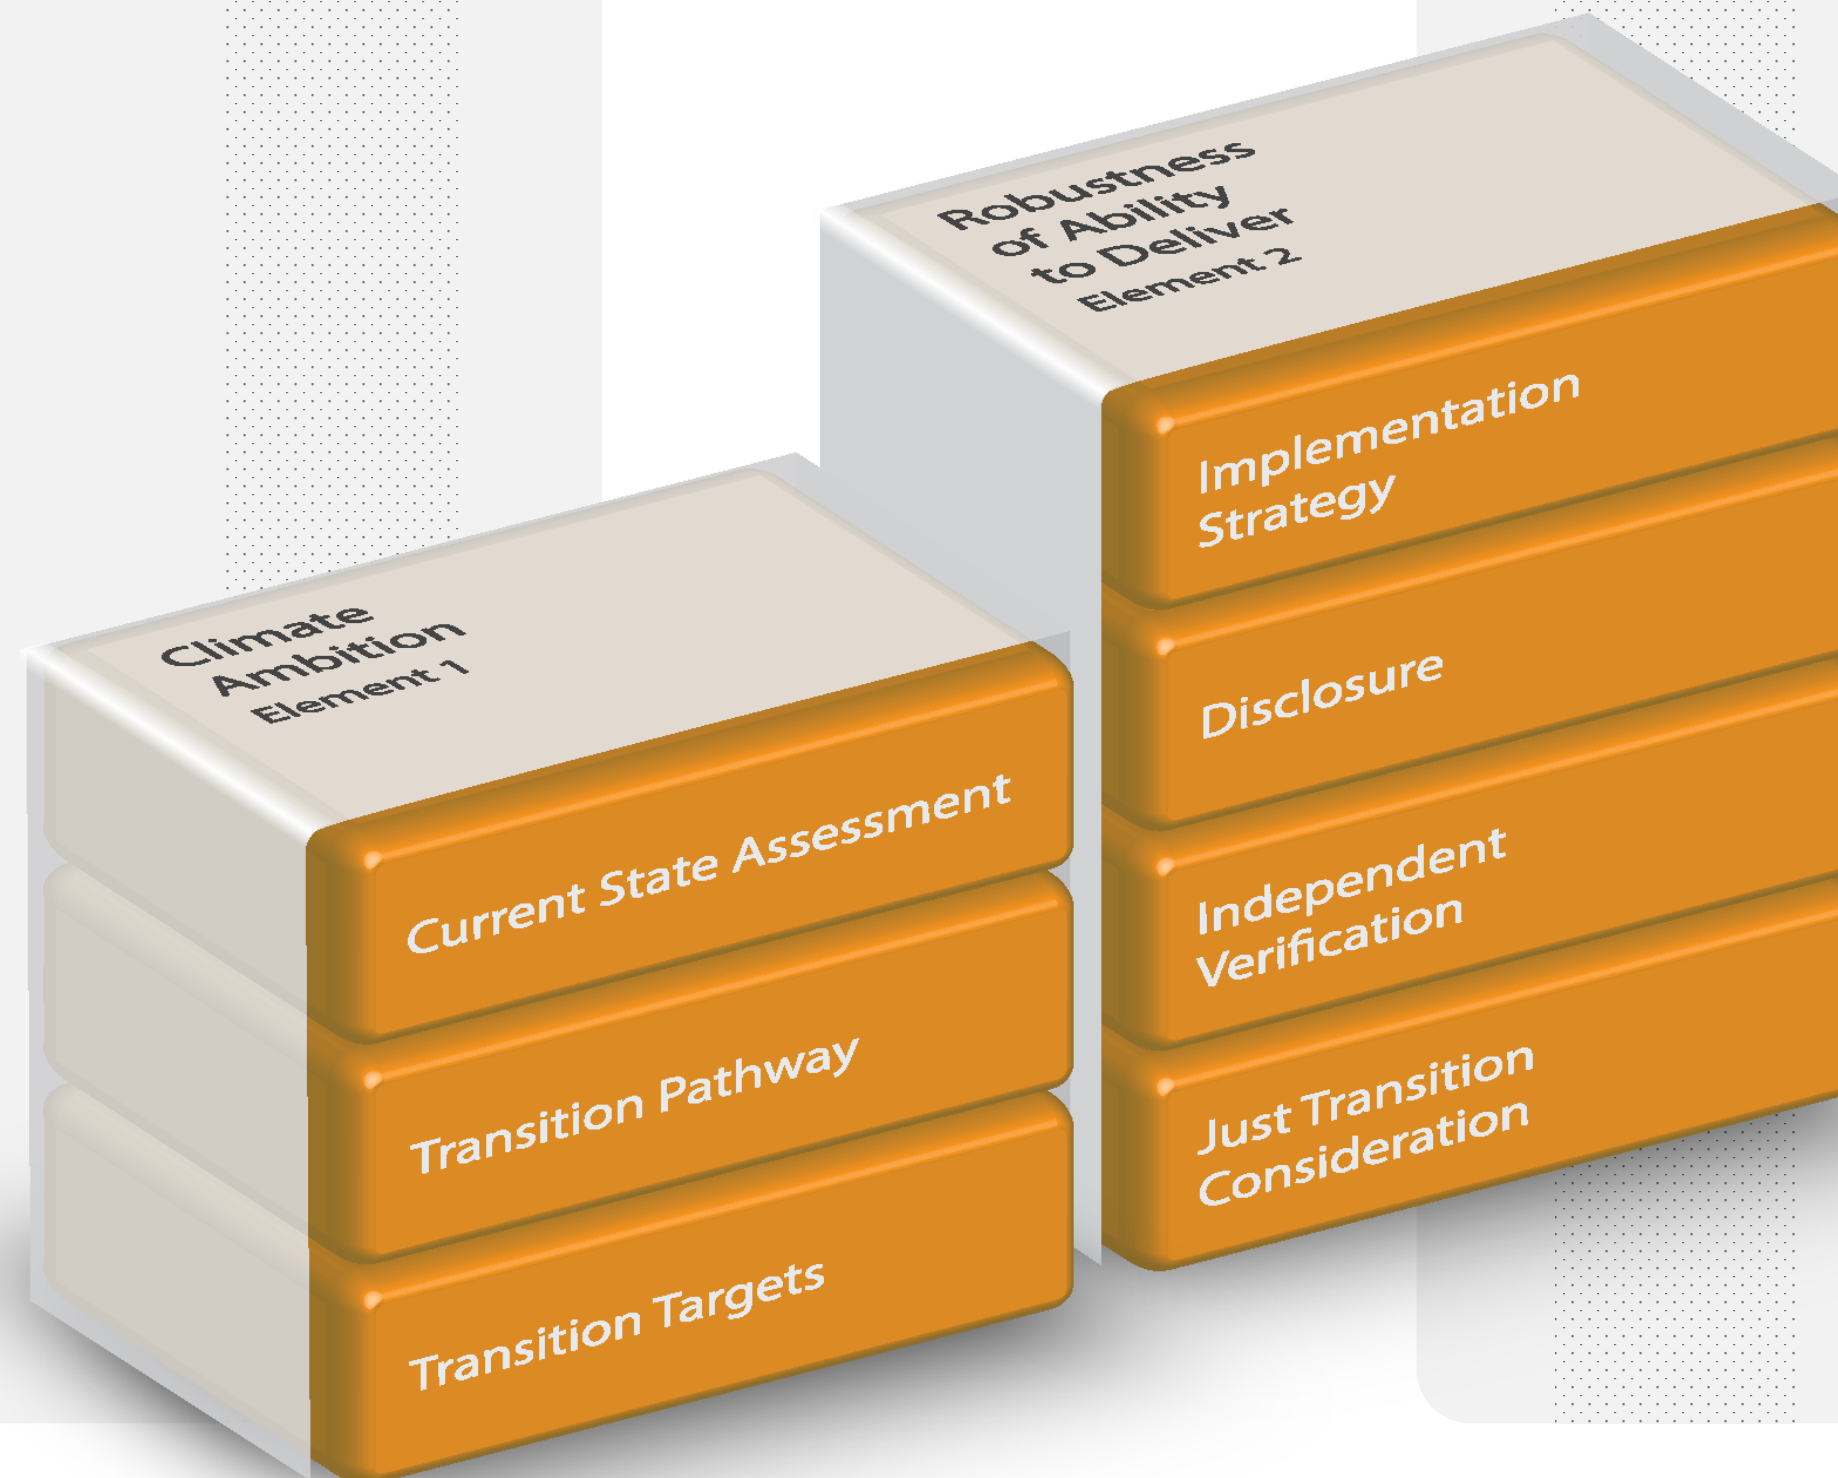 Climate
Ambition
Element 1
Current State Assessment
Transition Pathway
Transition Targets
Robustness
of Ability
to Deliver
Element 2
Implementation
Strategy
Disclosure
Independent
Verification
Just Transition
Consideration